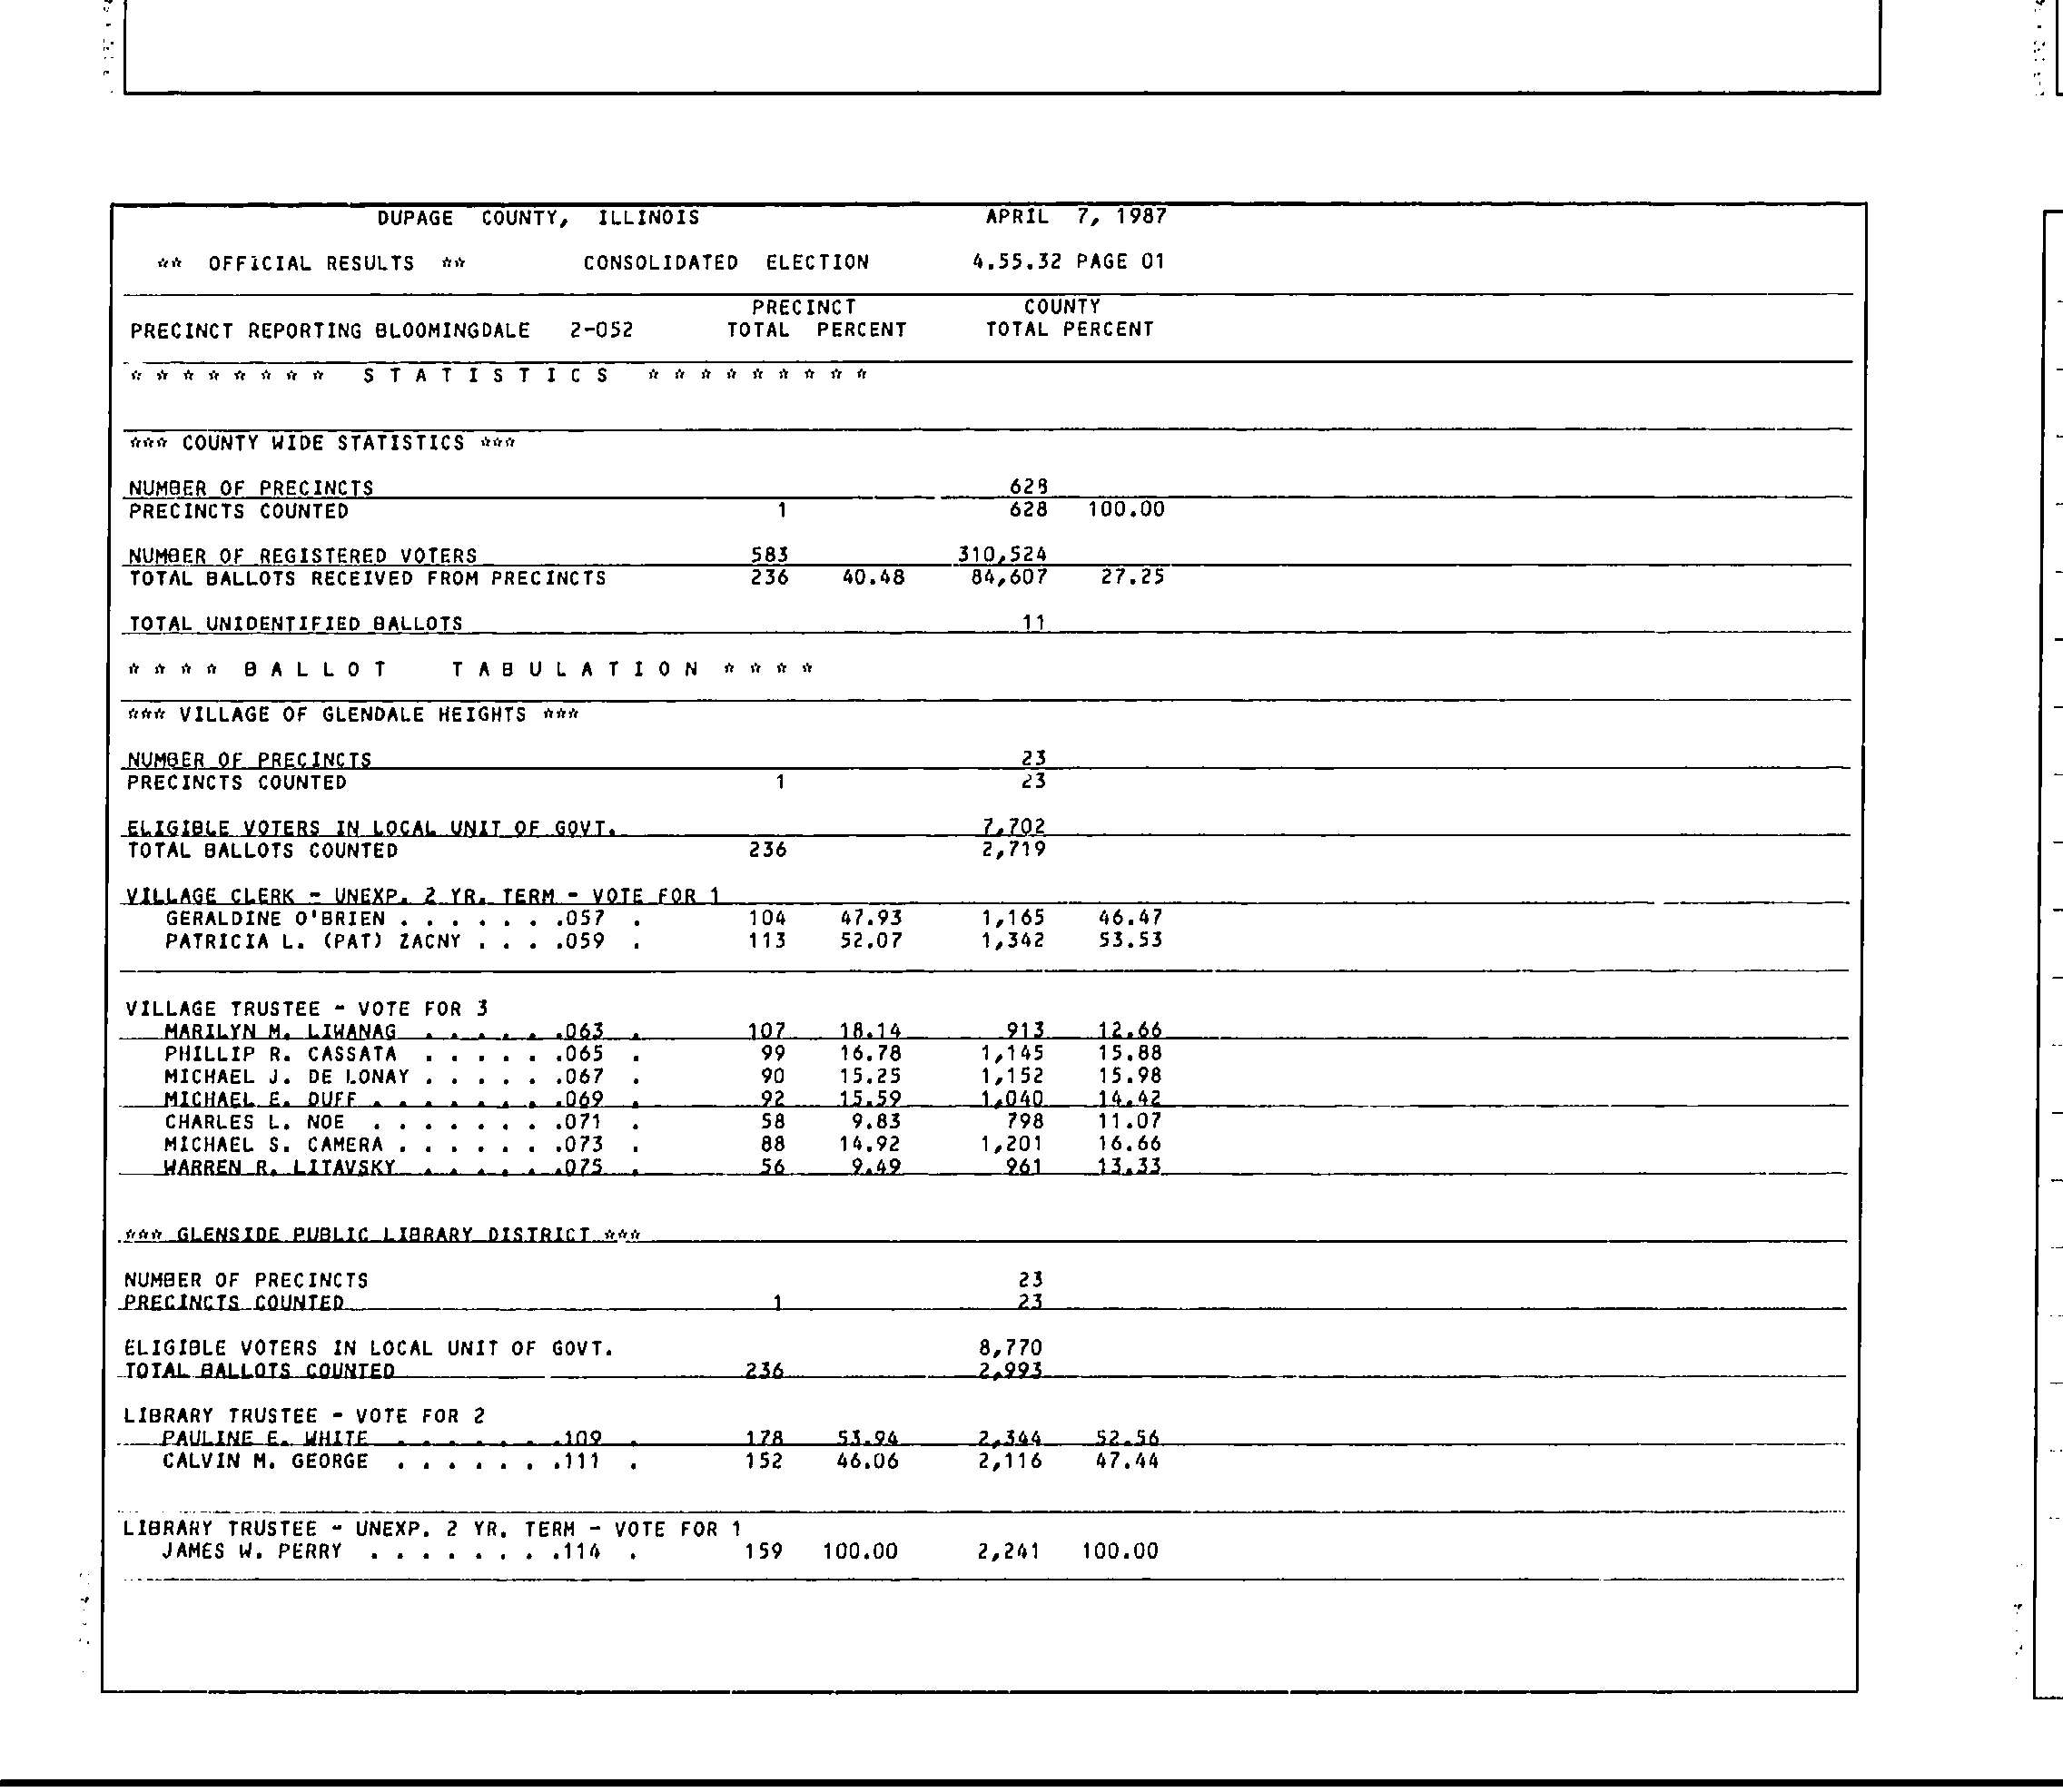 DUPAGE COUNTY, ILLINOIS APRIL 7, 1987
** OFFICIAL RESULTS ** CONSOLIDATED ELECTION 4.55.32 PAGE 01
PRECINCT COUNTY
PRECINCT REPORTING BLOOMINGDALE 2-052 TOTAL PERCENT TOTAL PERCENT
* * * * * * * * S T A T I S T I C S * * * * * * * * *
*** COUNTY WIDE STATISTICS ***
NUMBER OF PRECINCTS 628
PRECINCTS COUNTED 1 628 100.00
NUMBER OF REGISTERED VOTERS 583 310,524
TOTAL BALLOTS RECEIVED FROM PRECINCTS 236 40.48 84,607 27.25
TOTAL UNIDENTIFIED BALLOTS 11
* * * * B A L L O T T A B U L A T I O N * * * *
*** VILLAGE OF GLENDALE HEIGHTS ***
NUMBER OF PRECINCTS 23
PRECINCTS COUNTED 1 23
ELIGIBLE VOTERS IN LOCAL UNIT OF GOVT. 7,702
TOTAL BALLOTS COUNTED 236 2,719
VILLAGE CLERK - UNEXP. 2 YR. TERM - VOTE FOR 1
GERALDINE O'BRIEN . . . . . . .057 . 104 47.93 1,165 46.47
PATRICIA L. (PAT) ZACNY . . . .059 . 113 52.07 1,342 53.53
VILLAGE TRUSTEE - VOTE FOR 3
MARILYN M. LIWANAG . . . . . .063 . 107 18.14 913 12.66
PHILLIP R. CASSATA . . . . . .065 . 99 16.78 1,145 15.88
MICHAEL J. DE LONAY . . . . . .067 . 90 15.25 1,152 15.98
MICHAEL E. DUFF . . . . . . . .069 . 92 15.59 1,040 14.42
CHARLES L. NOE . . . . . . . .071 . 58 9.83 798 11.07
MICHAEL S. CAMERA . . . . . . .073 . 88 14.92 1,201 16.66
WARREN R. LITAVSKY . . . . . .075 . 56 9.49 961 13.33
*** GLENSIDE PUBLIC LIBRARY DISTRICT ***
NUMBER OF PRECINCTS 23
PRECINCTS COUNTED 1 23
ELIGIBLE VOTERS IN LOCAL UNIT OF GOVT. 8,770
TOTAL BALLOTS COUNTED 236 2,993
LIBRARY TRUSTEE - VOTE FOR 2
PAULINE E. WHITE . . . . . . .109 . 178 53.94 2,344 52.56
CALVIN M. GEORGE . . . . . . .111 . 152 46.06 2,116 47.44
LIBRARY TRUSTEE - UNEXP. 2 YR. TERM - VOTE FOR 1
JAMES W. PERRY . . . . . . . .114 . 159 100.00 2,241 100.00